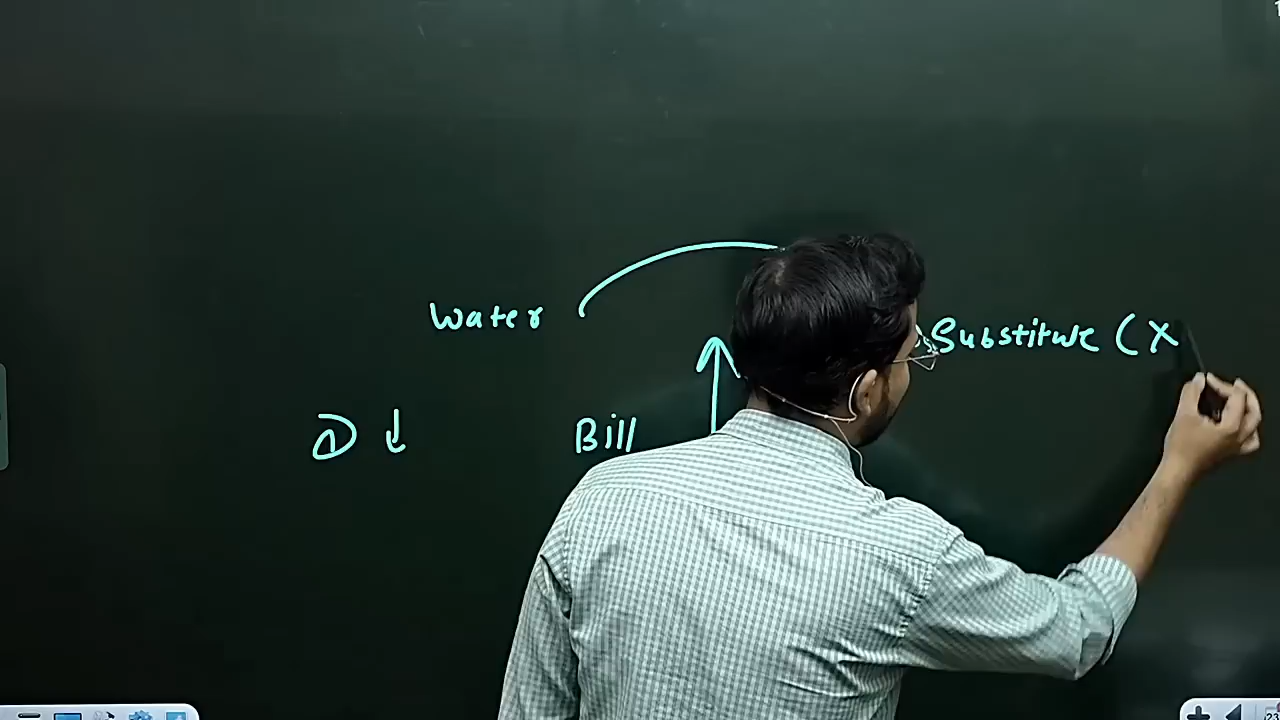 Water
Substitute (X
D ↓ Bill ↑